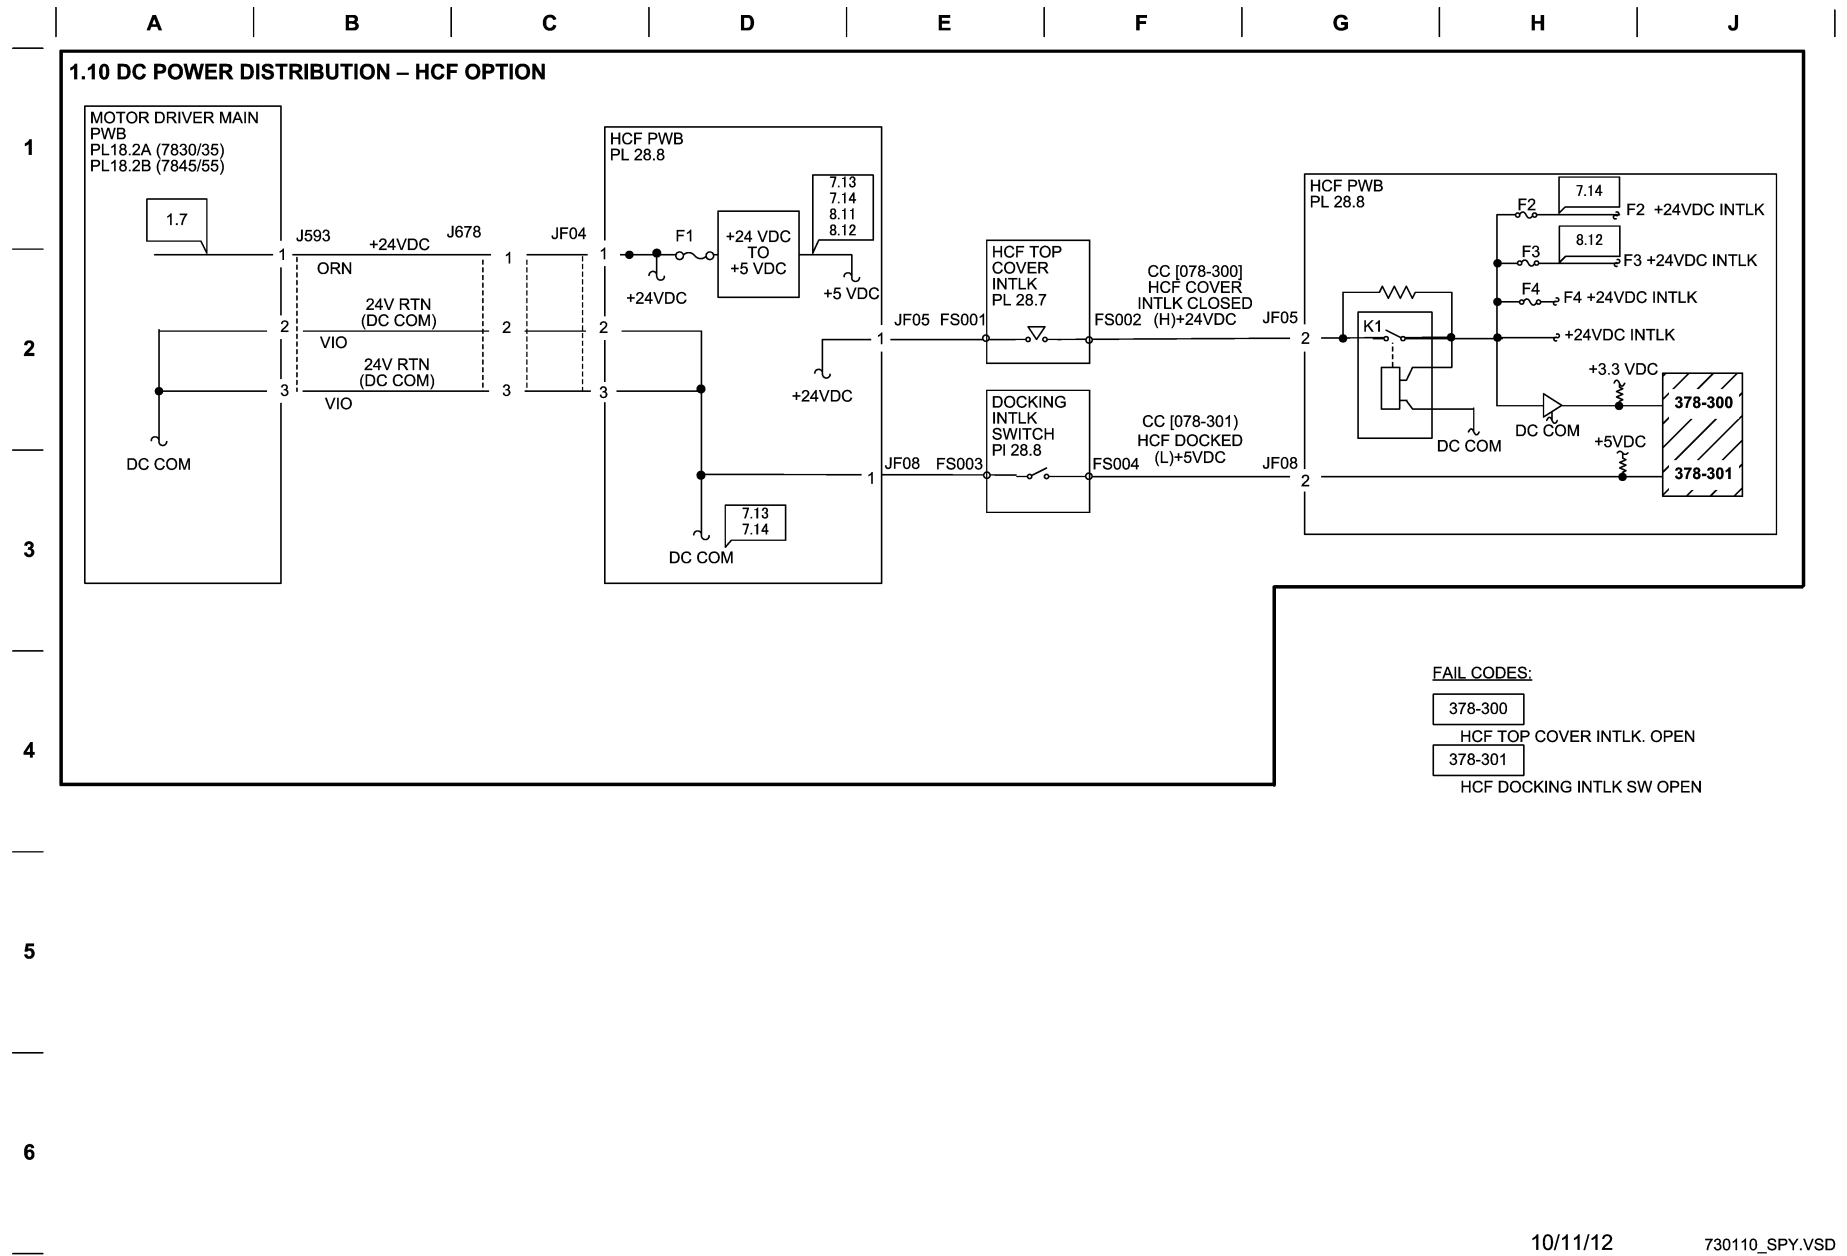 A B C D E F G H J
1.10 DC POWER DISTRIBUTION – HCF OPTION
1
2
3
4
5
6
MOTOR DRIVER MAIN
PWB
PL18.2A (7830/35)
PL18.2B (7845/55)
1.7
DC COM
J593
1
2
3
+24VDC
ORN
24V RTN
(DC COM)
VIO
24V RTN
(DC COM)
VIO
J678
1
2
3
JF04
1
2
3
HCF PWB
PL 28.8
+24VDC
F1
+24 VDC
TO
+5 VDC
7.13
7.14
8.11
8.12
+5 VDC
1
+24VDC
1
7.13
7.14
DC COM
JF05
FS001
HCF TOP
COVER
INTLK
PL 28.7
FS002
CC [078-300]
HCF COVER
INTLK CLOSED
(H)+24VDC
JF05
2
JF08
FS003
DOCKING
INTLK
SWITCH
Pl 28.8
FS004
CC [078-301)
HCF DOCKED
(L)+5VDC
JF08
2
HCF PWB
PL 28.8
K1
DC COM
7.14
F2
F2 +24VDC INTLK
8.12
F3
F3 +24VDC INTLK
F4
F4 +24VDC INTLK
+24VDC INTLK
+3.3 VDC
DC COM
+5VDC
378-300
378-301
FAIL CODES:
378-300
HCF TOP COVER INTLK. OPEN
378-301
HCF DOCKING INTLK SW OPEN
10/11/12
730110_SPY.VSD